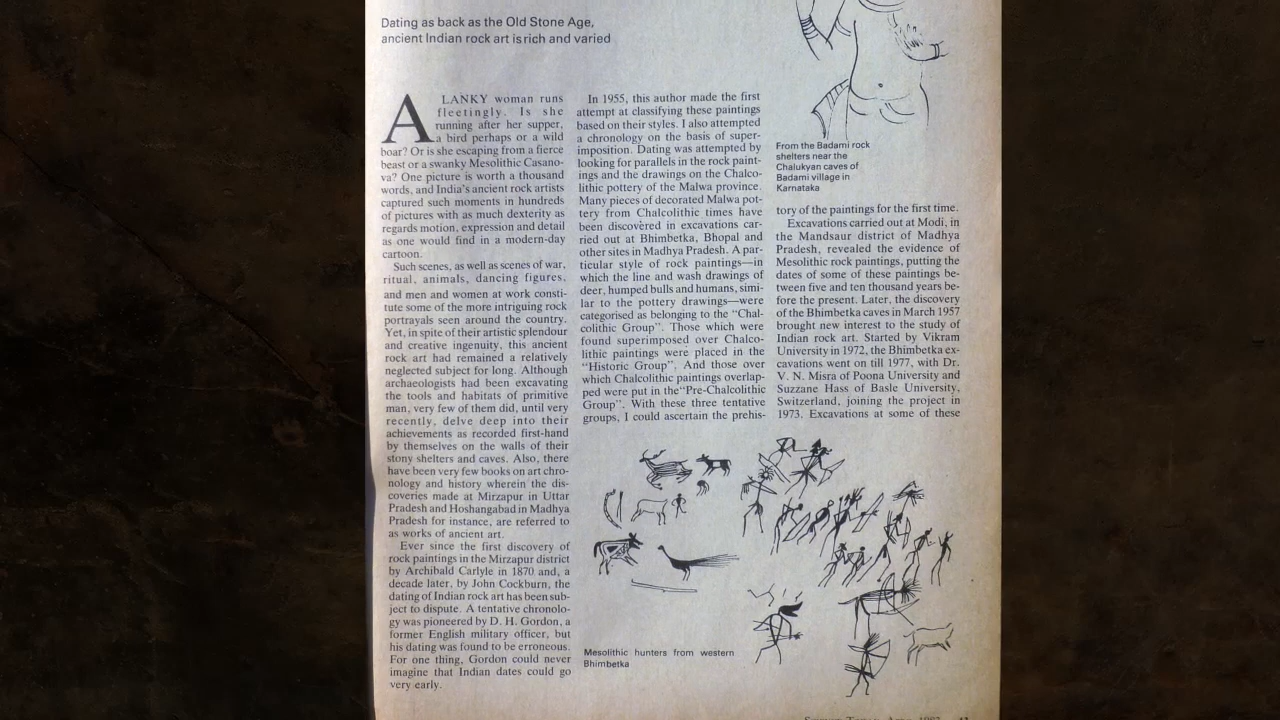 Dating as back as the Old Stone Age,
ancient Indian rock art is rich and varied
A LANKY woman runs
fleetingly. Is she
running after her supper,
a bird perhaps or a wild
boar? Or is she escaping from a fierce
beast or a swanky Mesolithic Casano-
va? One picture is worth a thousand
words, and India's ancient rock artists
captured such moments in hundreds
of pictures with as much dexterity as
regards motion, expression and detail
as one would find in a modern-day
cartoon.
Such scenes, as well as scenes of war,
ritual, animals, dancing figures,
and men and women at work consti-
tute some of the more intriguing rock
portrayals seen around the country.
Yet, in spite of their artistic splendour
and creative ingenuity, this ancient
rock art had remained a relatively
neglected subject for long. Although
archaeologists had been excavating
the tools and habitats of primitive
man, very few of them did, until very
recently, delve deep into their
achievements as recorded first-hand
by themselves on the walls of their
stony shelters and caves. Also, there
have been very few books on art chro-
nology and history wherein the dis-
coveries made at Mirzapur in Uttar
Pradesh and Hoshangabad in Madhya
Pradesh for instance, are referred to
as works of ancient art.
Ever since the first discovery of
rock paintings in the Mirzapur district
by Archibald Carlyle in 1870 and, a
decade later, by John Cockburn, the
dating of Indian rock art has been sub-
ject to dispute. A tentative chronolo-
gy was pioneered by D. H. Gordon, a
former English military officer, but
his dating was found to be erroneous.
For one thing, Gordon could never
imagine that Indian dates could go
very early.
In 1955, this author made the first
attempt at classifying these paintings
based on their styles. I also attempted
a chronology on the basis of super-
imposition. Dating was attempted by
looking for parallels in the rock paint-
ings and the drawings on the Chalco-
lithic pottery of the Malwa province.
Many pieces of decorated Malwa pot-
tery from Chalcolithic times have
been discovered in excavations car-
ried out at Bhimbetka, Bhopal and
other sites in Madhya Pradesh. A par-
ticular style of rock paintings—in
which the line and wash drawings of
deer, humped bulls and humans, simi-
lar to the pottery drawings—were
categorised as belonging to the "Chal-
colithic Group". Those which were
found superimposed over Chalco-
lithic paintings were placed in the
"Historic Group". And those over
which Chalcolithic paintings overlap-
ped were put in the "Pre-Chalcolithic
Group". With these three tentative
groups, I could ascertain the prehis-
From the Badami rock
shelters near the
Chalukyan caves of
Badami village in
Karnataka
tory of the paintings for the first time.
Excavations carried out at Modi, in
the Mandsaur district of Madhya
Pradesh, revealed the evidence of
Mesolithic rock paintings, putting the
dates of some of these paintings be-
tween five and ten thousand years be-
fore the present. Later, the discovery
of the Bhimbetka caves in March 1957
brought new interest to the study of
Indian rock art. Started by Vikram
University in 1972, the Bhimbetka ex-
cavations went on till 1977, with Dr.
V. N. Misra of Poona University and
Suzzane Hass of Basle University,
Switzerland, joining the project in
1973. Excavations at some of these
Mesolithic hunters from western
Bhimbetka